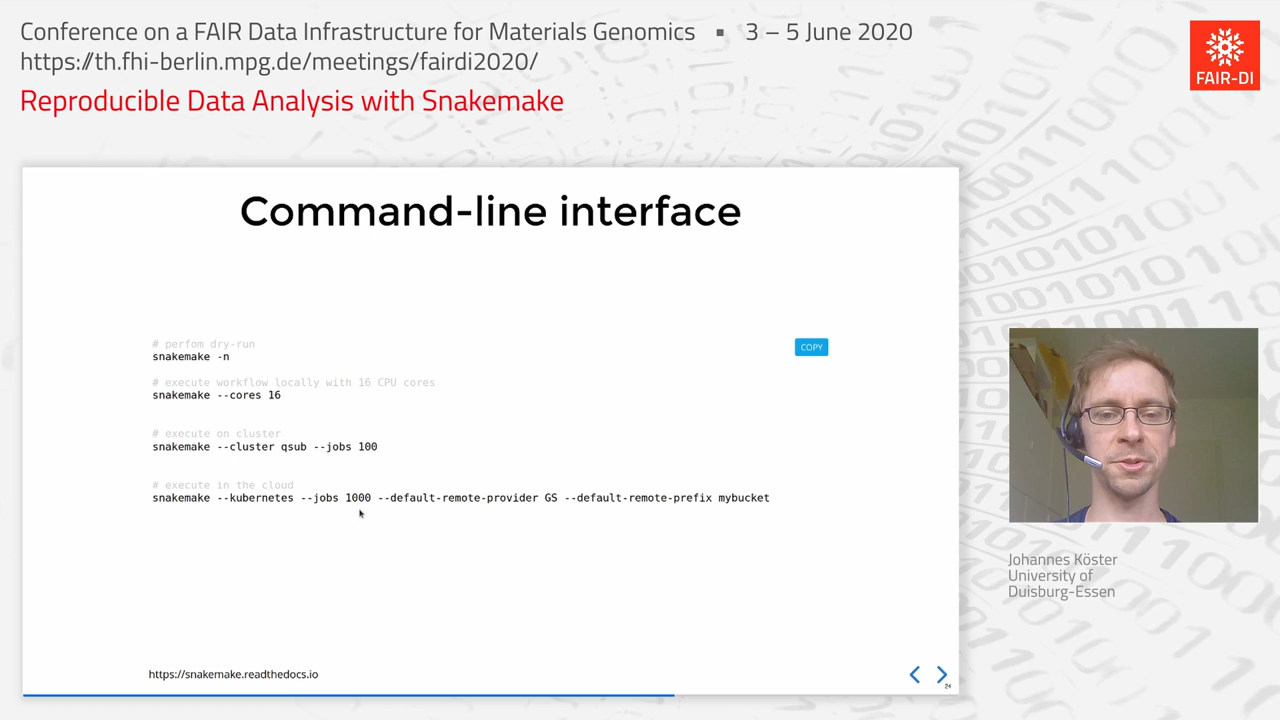 Conference on a FAIR Data Infrastructure for Materials Genomics ▪ 3 – 5 June 2020
https://th.fhi-berlin.mpg.de/meetings/fairdi2020/
Reproducible Data Analysis with Snakemake
FAIR-DI
Command-line interface
# perfom dry-run
snakemake -n
COPY
# execute workflow locally with 16 CPU cores
snakemake --cores 16
# execute on cluster
snakemake --cluster qsub --jobs 100
# execute in the cloud
snakemake --kubernetes --jobs 1000 --default-remote-provider GS --default-remote-prefix mybucket
Johannes Köster
University of
Duisburg-Essen
https://snakemake.readthedocs.io
24